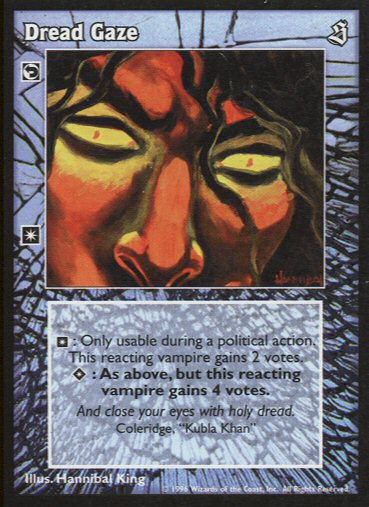 Dread Gaze
: Only usable during a political action.
This reacting vampire gains 2 votes.
: As above, but this reacting
vampire gains 4 votes.
And close your eyes with holy dread.
Coleridge, "Kubla Khan"
Illus. Hannibal King
© 1996 Wizards of the Coast, Inc. All Rights Reserved.